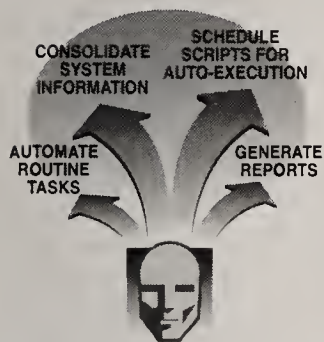 CONSOLIDATE
SYSTEM
INFORMATION
SCHEDULE
SCRIPTS FOR
AUTO-EXECUTION
AUTOMATE
ROUTINE
TASKS
GENERATE
REPORTS